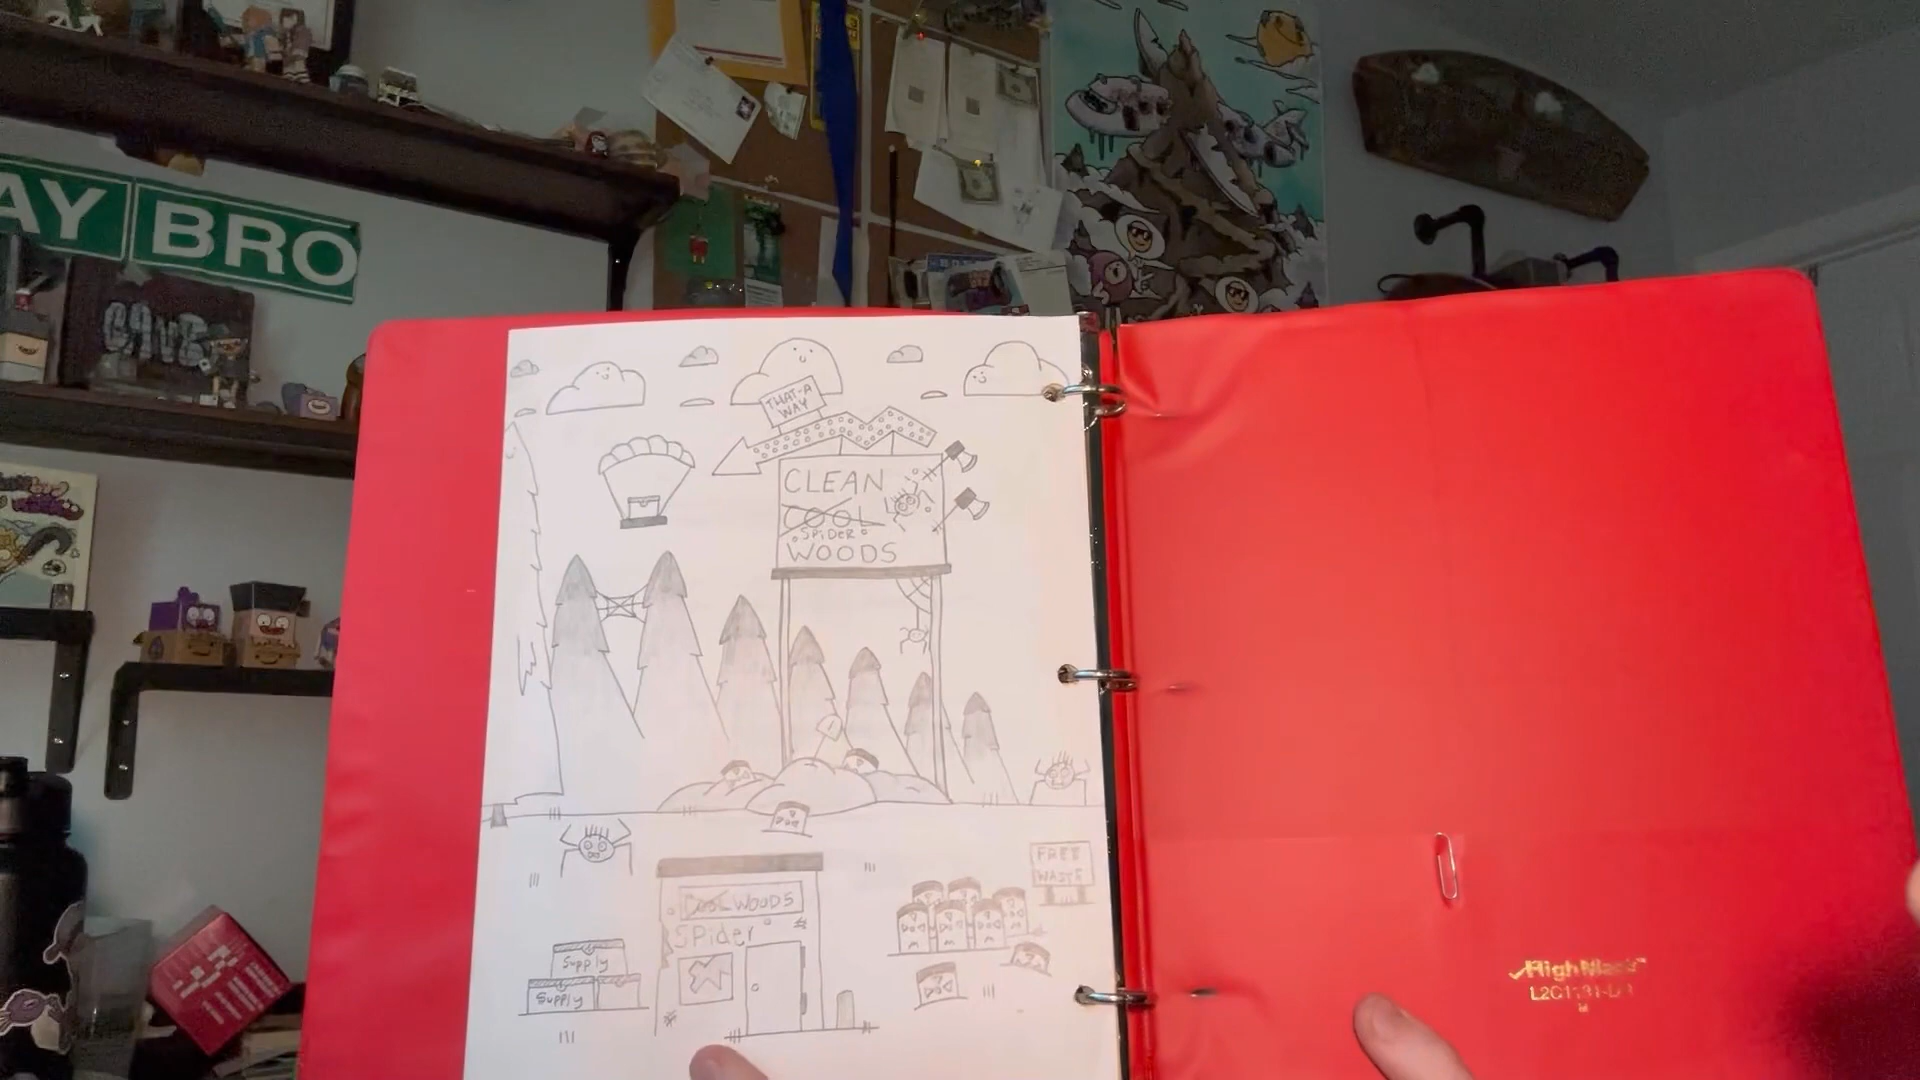 AY BRO
THAT-A
WAY
CLEAN
COOL
SPIDER
WOODS
FREE
WASTE
COOL WOODS
SPider
Supply
Supply